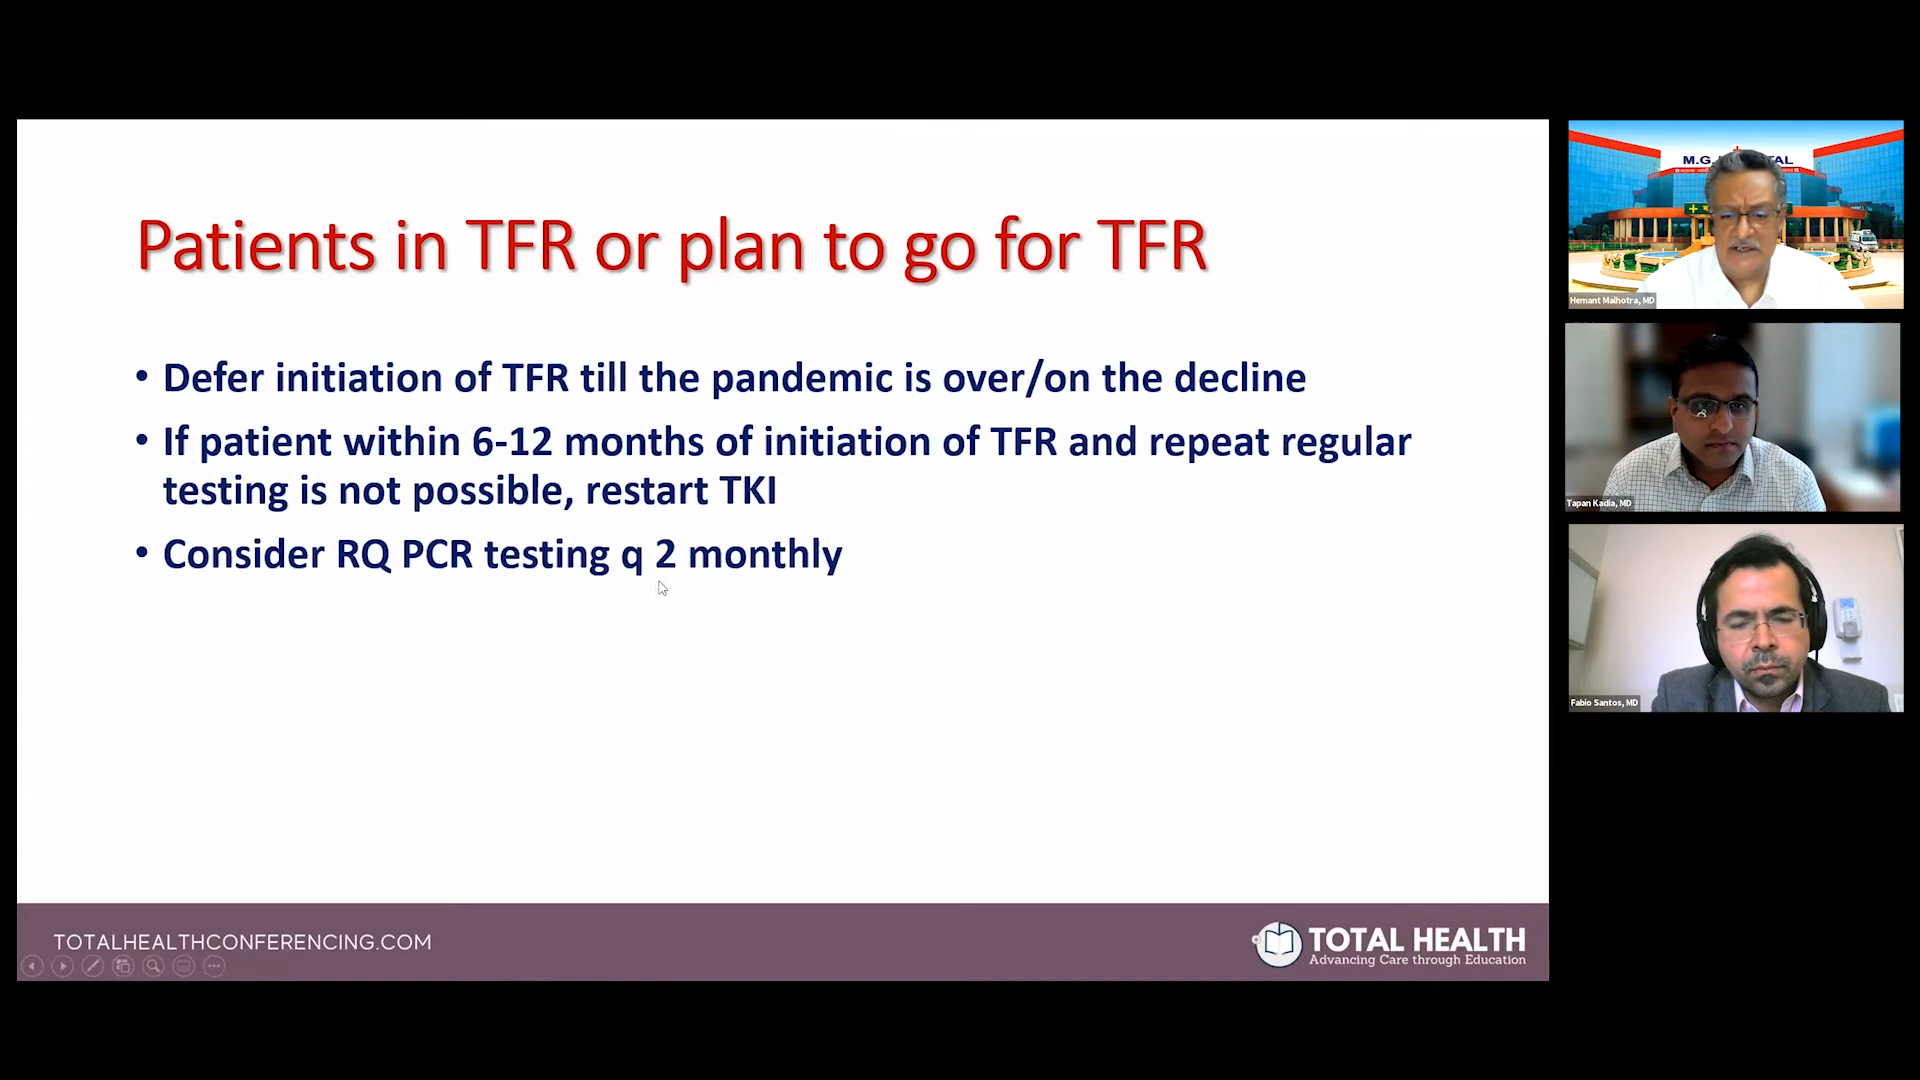 Patients in TFR or plan to go for TFR
• Defer initiation of TFR till the pandemic is over/on the decline
• If patient within 6-12 months of initiation of TFR and repeat regular
testing is not possible, restart TKI
• Consider RQ PCR testing q 2 monthly
TOTALHEALTHCONFERENCING.COM
TOTAL HEALTH
Advancing Care through Education
Hemant Malhotra, MD
Tapan Kadia, MD
Fabio Santos, MD